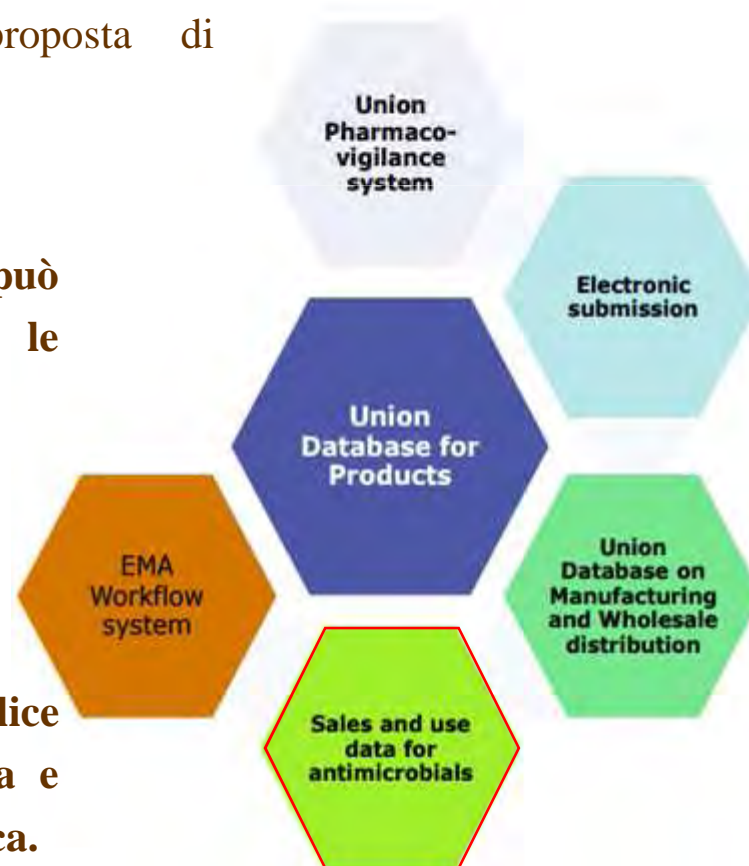 proposta di
può
le
dice
a e
ca.
Union
Pharmaco-
vigilance
system
Electronic
submission
Union
Database for
Products
EMA
Workflow
system
Union
Database on
Manufacturing
and Wholesale
distribution
Sales and use
data for
antimicrobials